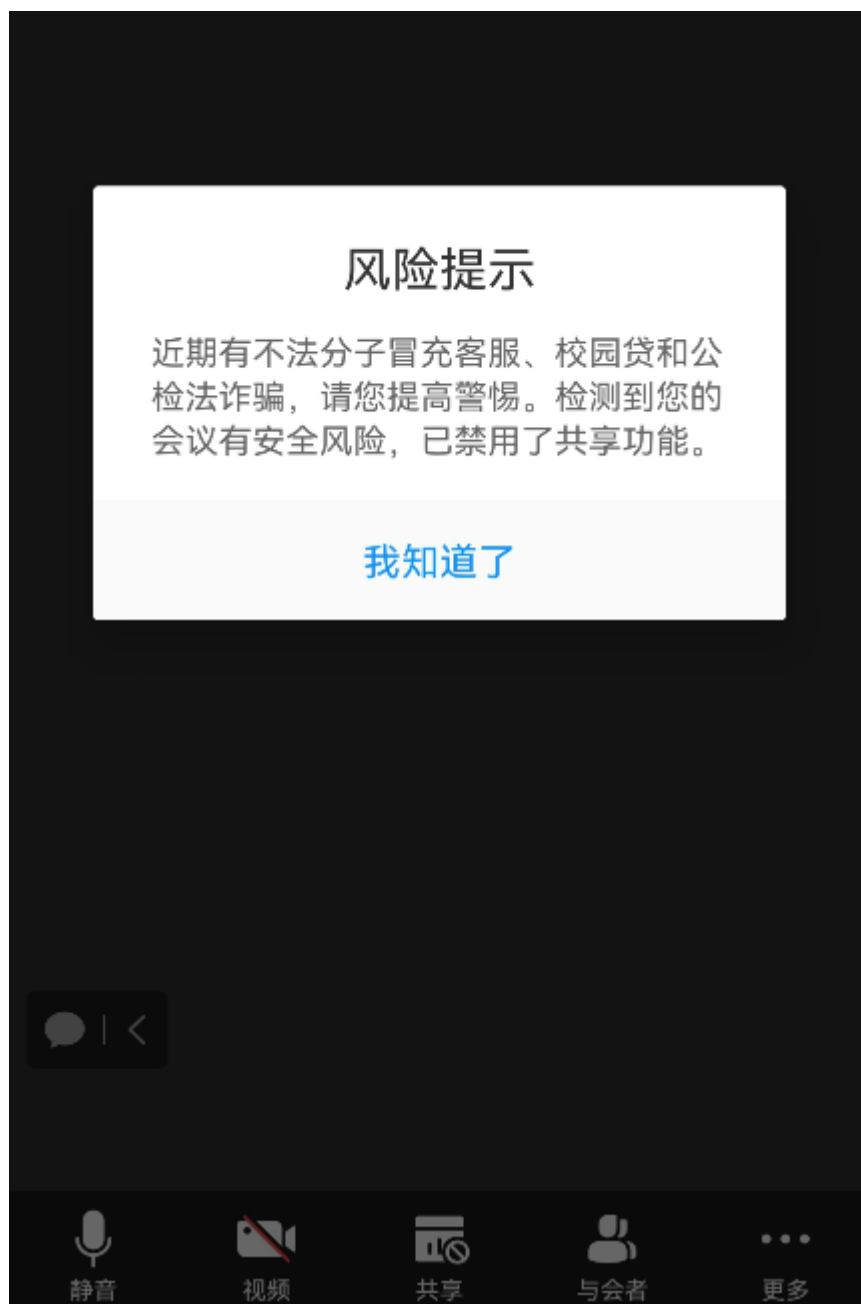 风险提示
近期有不法分子冒充客服、校园贷和公
检法诈骗，请您提高警惕。检测到您的
会议有安全风险，已禁用了共享功能。
我知道了
静音 视频 共享 与会者 更多